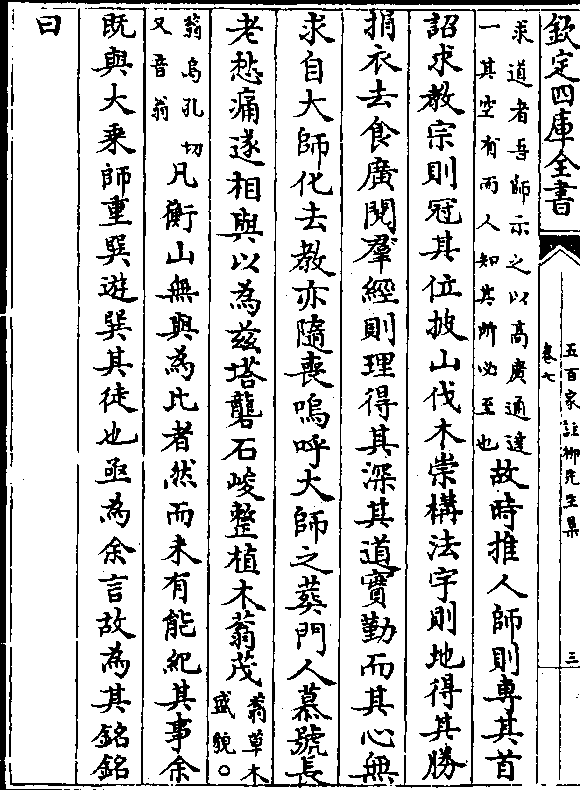 欽定四庫全書
五百家註柳先生集
卷七
三
求道者吾師示之以高廣通達
一其空有而人知其所必至也
故時推人師則專其首
詔求教宗則冠其位披山伐木崇構法宇則地得其勝
捐衣去食廣閱羣經則理得其深其道實勤而其心無
求自大師化去教亦隨喪嗚呼大師之葬門人慕號長
老愁痛遂相與以為茲塔礱石峻整植木蓊茂
蓊草木
盛貌○
蓊烏孔切
又音翁
凡衡山無與為比者然而未有能紀其事余
既與大乘師重巽遊巽其徒也亟為余言故為其銘銘
曰